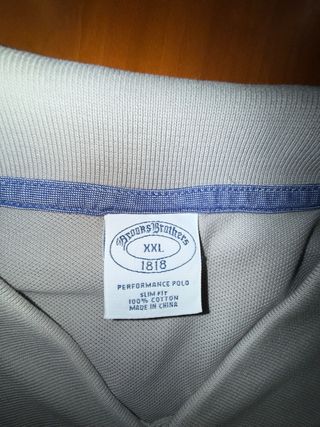 Brooks Brothers
XXL
1818
PERFORMANCE POLO
SLIM FIT
100% COTTON
MADE IN CHINA